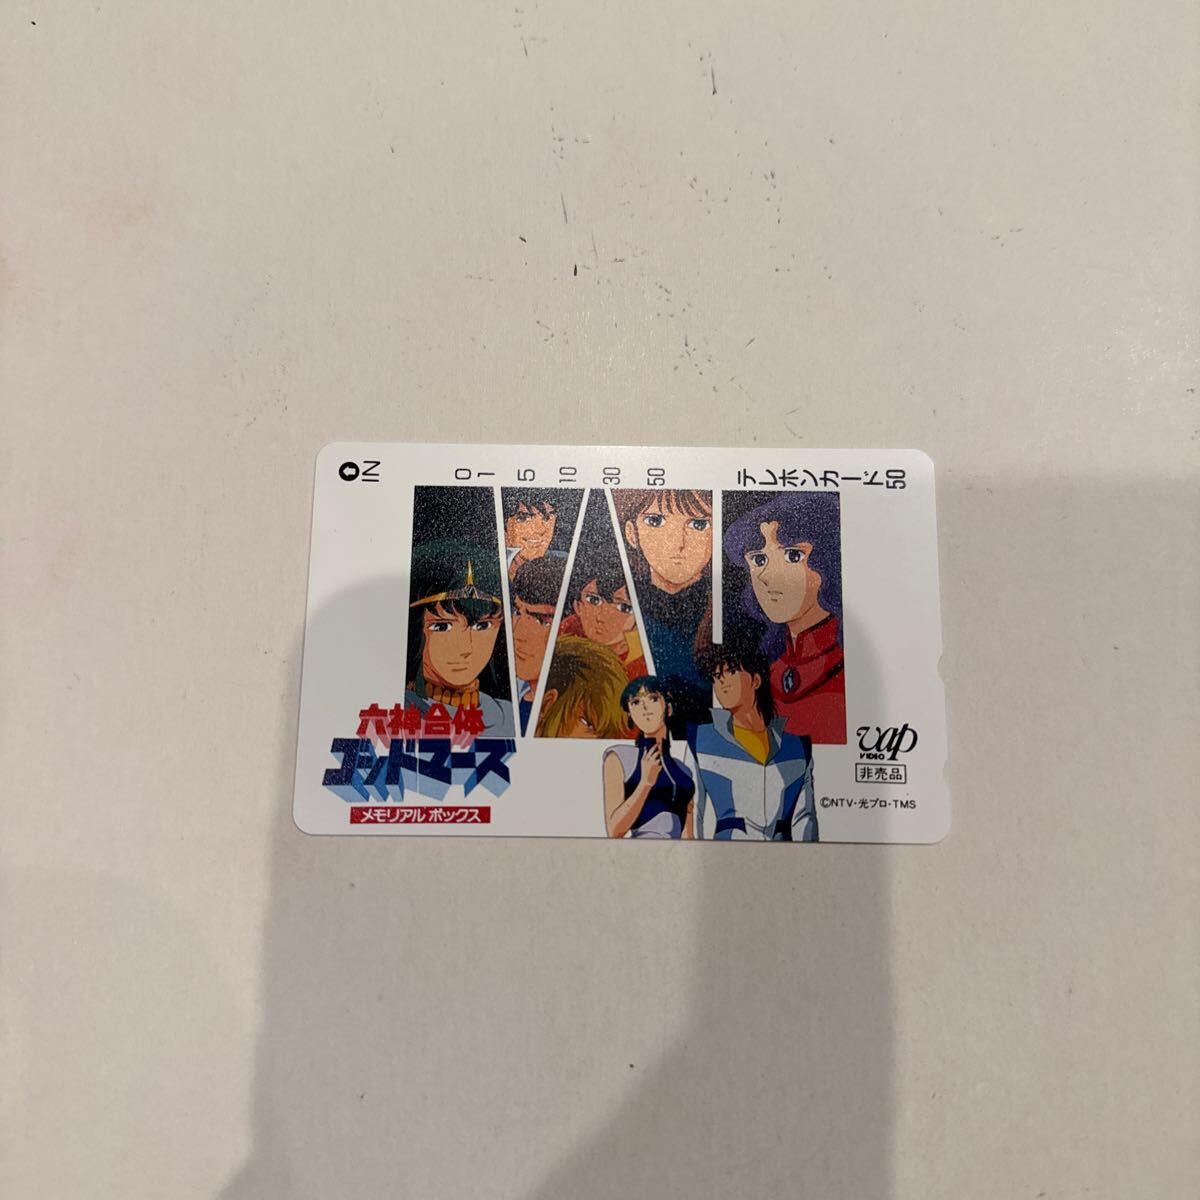 IN
0 1 5 10 30 50
テレホンカード50
六神合体
ゴッドマーズ
メモリアル ボックス
vap
VIDEO
非売品
©NTV・光プロ・TMS